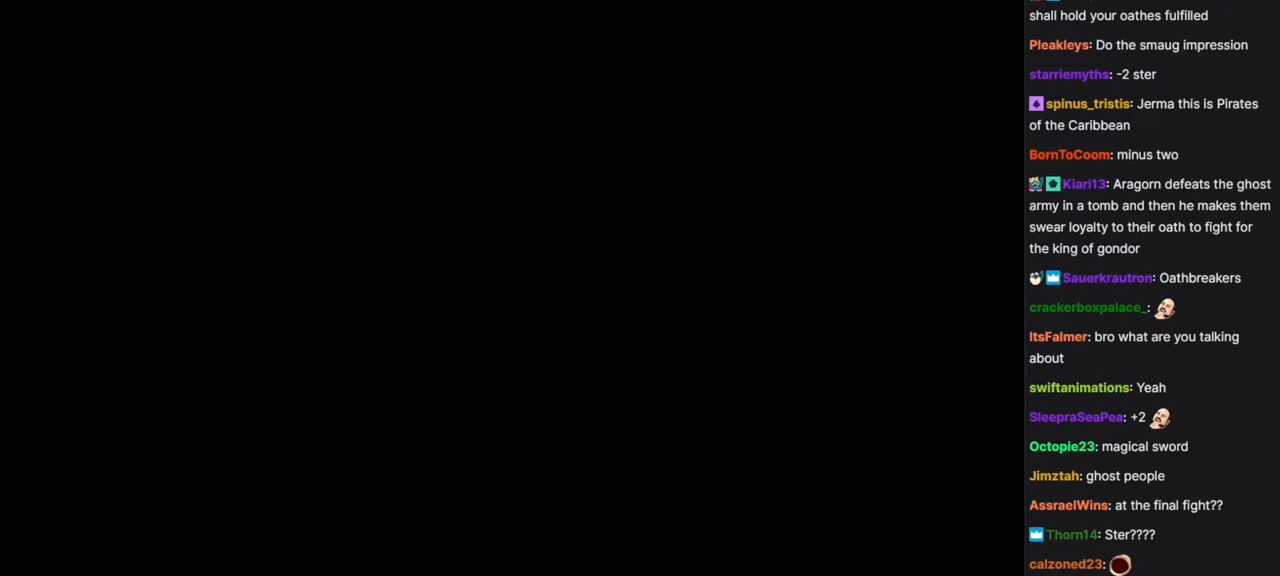 shall hold your oathes fulfilled
Pleakleys: Do the smaug impression
starriemyths: -2 ster
spinus_tristis: Jerma this is Pirates
of the Caribbean
BornToCoom: minus two
Kiari13: Aragorn defeats the ghost
army in a tomb and then he makes them
swear loyalty to their oath to fight for
the king of gondor
Sauerkrautron: Oathbreakers
crackerboxpalace_:
ItsFalmer: bro what are you talking
about
swiftanimations: Yeah
SlepraSeaPea: +2
Octopie23: magical sword
Jimztah: ghost people
AssraelWins: at the final fight??
Thorn14: Ster????
calzoned23: